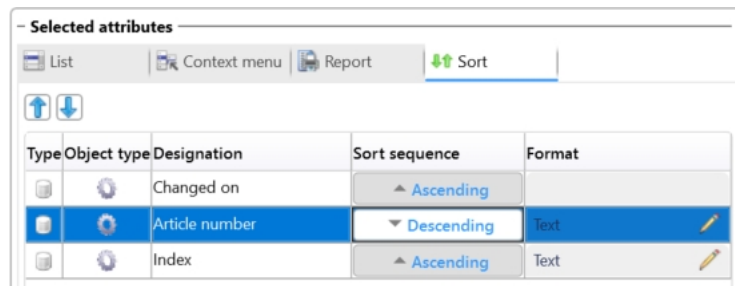 Selected attributes
List Context menu Report Sort
Type Object type Designation Sort sequence Format
Changed on Ascending
Article number Descending Text
Index Ascending Text